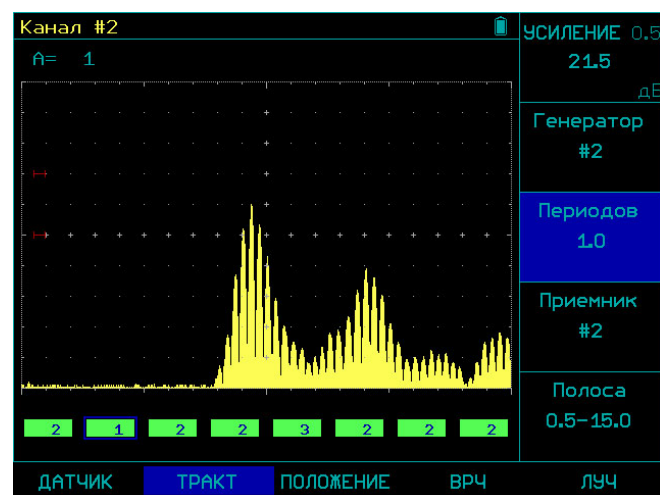 Канал #2
A= 1
УСИЛЕНИЕ 0.5
21.5
дБ
Генератор
#2
Периодов
1.0
Приемник
#2
Полоса
0.5-15.0
2 1 2 2 3 2 2 2
ДАТЧИК ТРАКТ ПОЛОЖЕНИЕ ВРЧ ЛУЧ